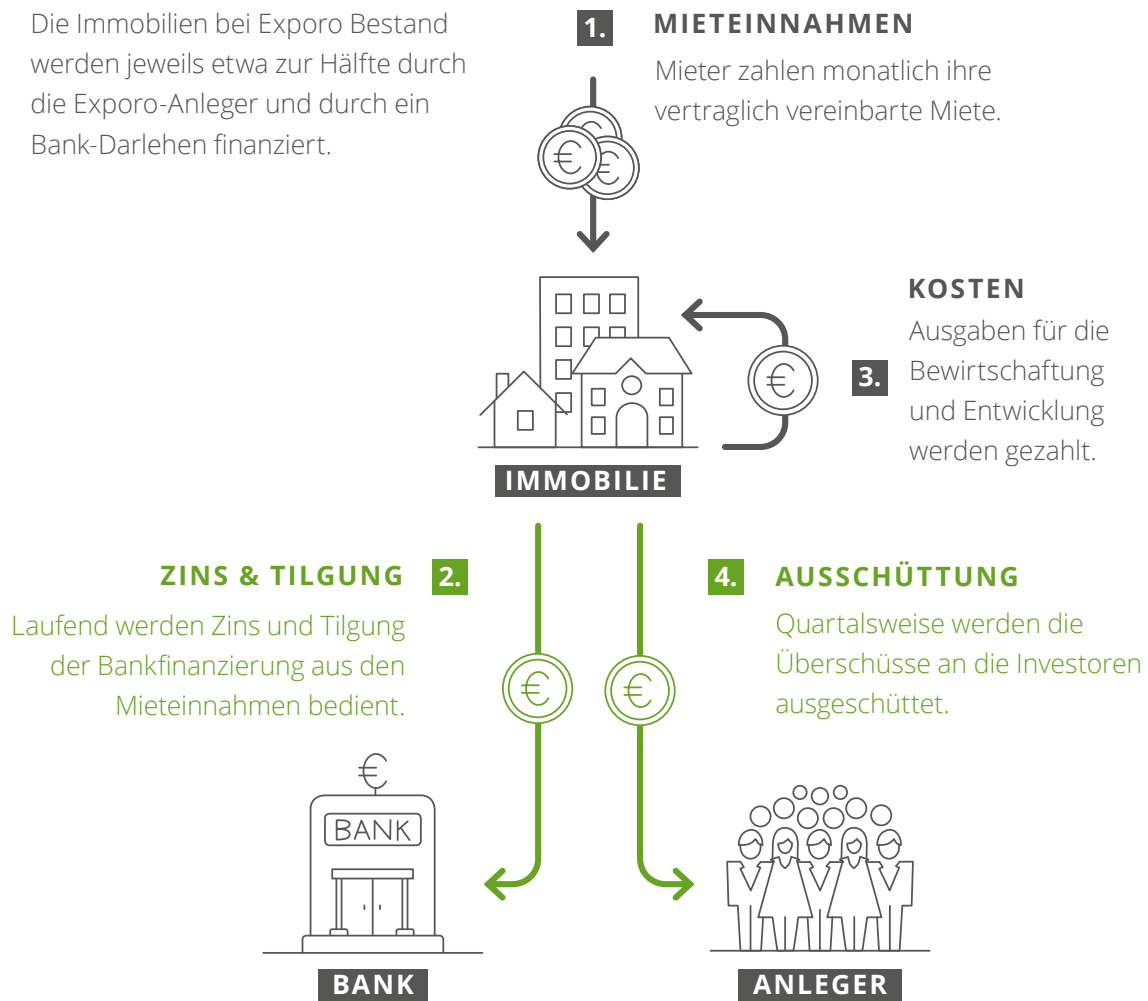 Die Immobilien bei Exporo Bestand
werden jeweils etwa zur Hälfte durch
die Exporo-Anleger und durch ein
Bank-Darlehen finanziert.
1. MIETEINNAHMEN
Mieter zahlen monatlich ihre
vertraglich vereinbarte Miete.
€
€
€
KOSTEN
Ausgaben für die
3. Bewirtschaftung
und Entwicklung
werden gezahlt.
€
IMMOBILIE
ZINS & TILGUNG 2.
Laufend werden Zins und Tilgung
der Bankfinanzierung aus den
Mieteinnahmen bedient.
€
4. AUSSCHÜTTUNG
Quartalsweise werden die
Überschüsse an die Investoren
ausgeschüttet.
€
€
BANK
BANK
ANLEGER